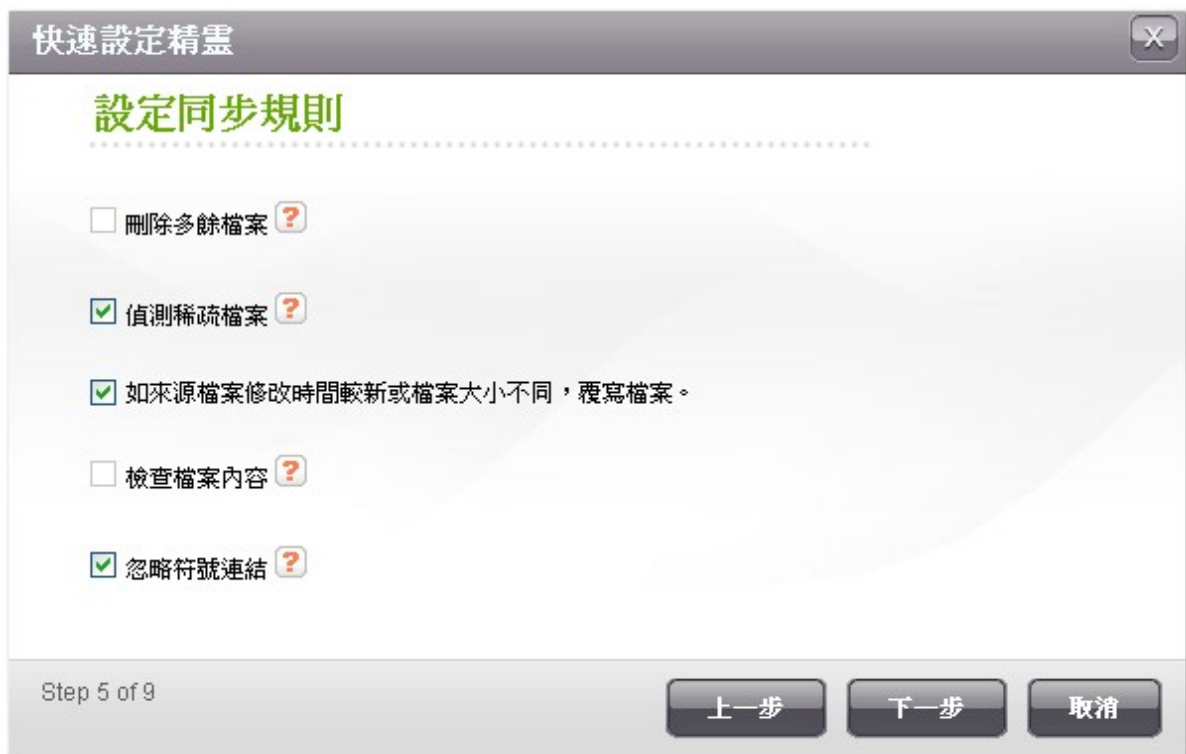 快速設定精靈
X
設定同步規則
刪除多餘檔案 ?
偵測稀疏檔案 ?
如來源檔案修改時間較新或檔案大小不同，覆寫檔案。
檢查檔案內容 ?
忽略符號連結 ?
Step 5 of 9
上一步
下一步
取消